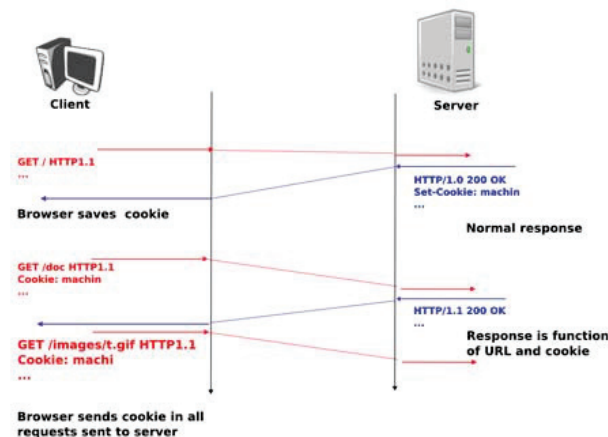 Client
Server
GET / HTTP1.1
...
HTTP/1.0 200 OK
Set-Cookie: machin
...
Browser saves cookie
Normal response
GET /doc HTTP1.1
Cookie: machin
...
HTTP/1.1 200 OK
...
GET /images/t.gif HTTP1.1
Cookie: machi
...
Response is function
of URL and cookie
Browser sends cookie in all
requests sent to server